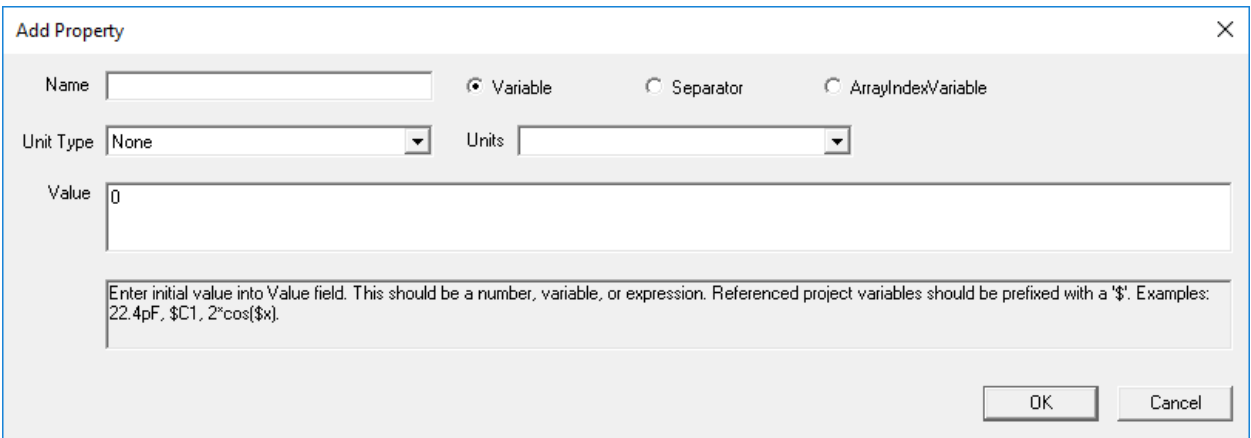 Add Property
Name Variable Separator ArrayIndexVariable
Unit Type None Units
Value 0
Enter initial value into Value field. This should be a number, variable, or expression. Referenced project variables should be prefixed with a '$'. Examples:
22.4pF, $C1, 2*cos($x).
OK Cancel